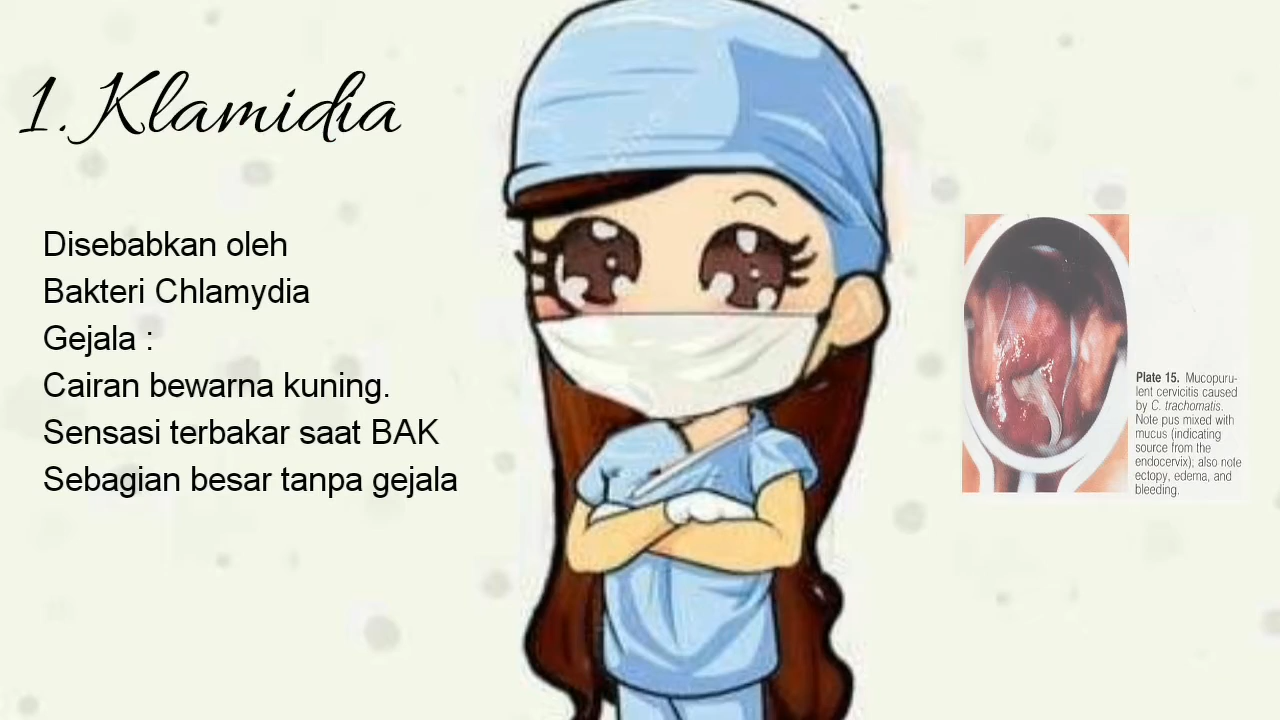 1. Klamidia
Disebabkan oleh
Bakteri Chlamydia
Gejala :
Cairan bewarna kuning.
Sensasi terbakar saat BAK
Sebagian besar tanpa gejala
Plate 15. Mucopuru-
lent cervicitis caused
by C. trachomatis.
Note pus mixed with
mucus (indicating
source from the
endocervix); also note
ectopy, edema, and
bleeding.